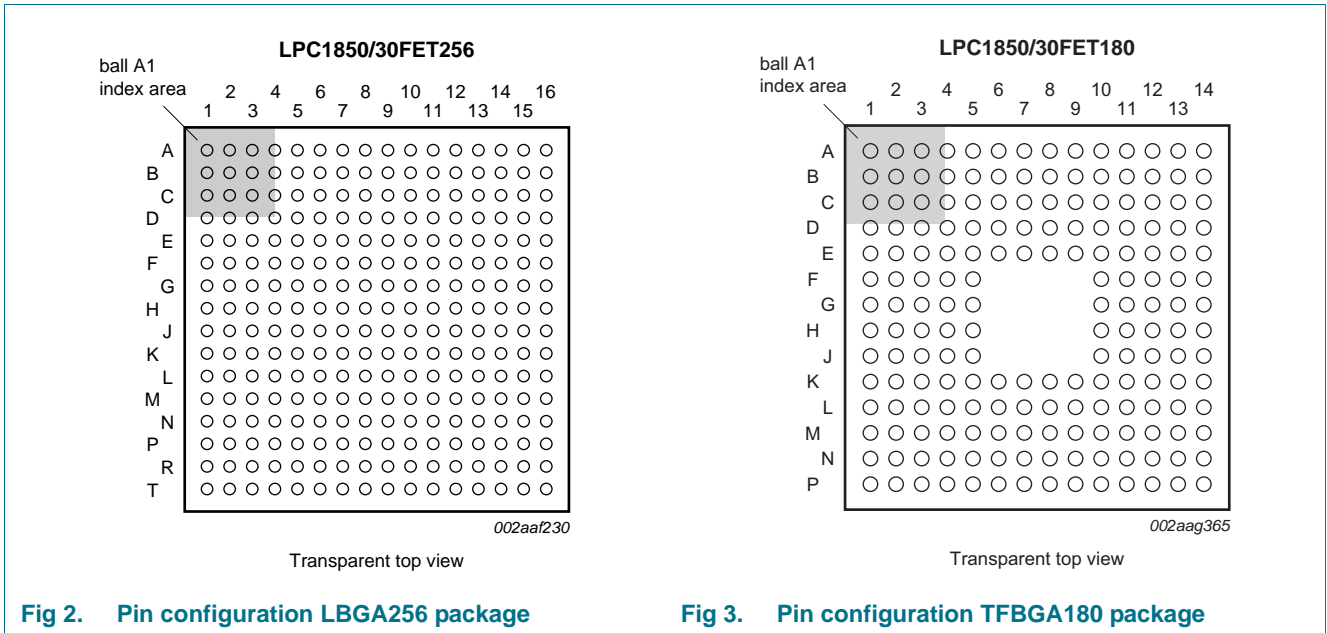 LPC1850/30FET256
ball A1
index area
2 4 6 8 10 12 14 16
1 3 5 7 9 11 13 15
A
B
C
D
E
F
G
H
J
K
L
M
N
P
R
T
002aaf230
Transparent top view
Fig 2. Pin configuration LBGA256 package
LPC1850/30FET180
ball A1
index area
2 4 6 8 10 12 14
1 3 5 7 9 11 13
A
B
C
D
E
F
G
H
J
K
L
M
N
P
002aag365
Transparent top view
Fig 3. Pin configuration TFBGA180 package